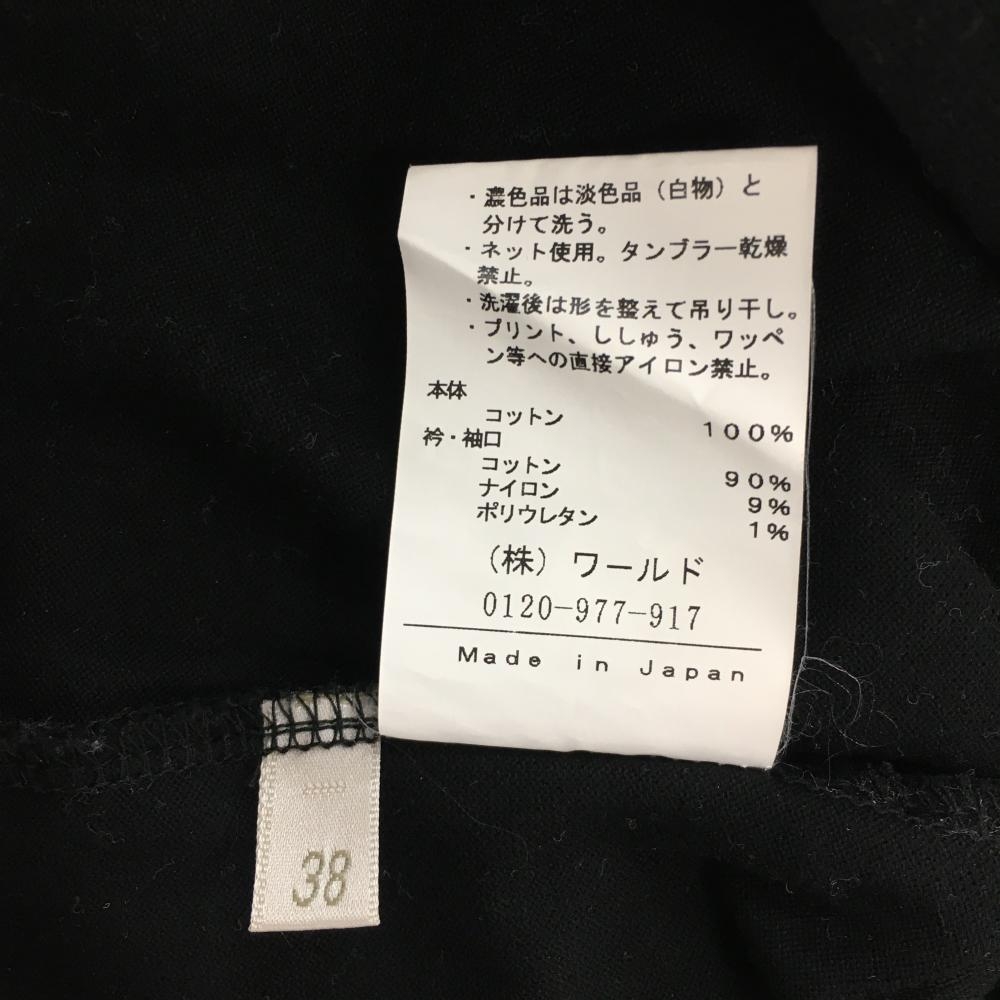 ・濃色品は淡色品（白物）と
分けて洗う。
・ネット使用。タンブラー乾燥
禁止。
・洗濯後は形を整えて吊り干し。
・プリント、ししゅう、ワッペ
ン等への直接アイロン禁止。
本体
コットン 100%
衿・袖口
コットン 90%
ナイロン 9%
ポリウレタン 1%
（株）ワールド
0120-977-917
Made in Japan
38